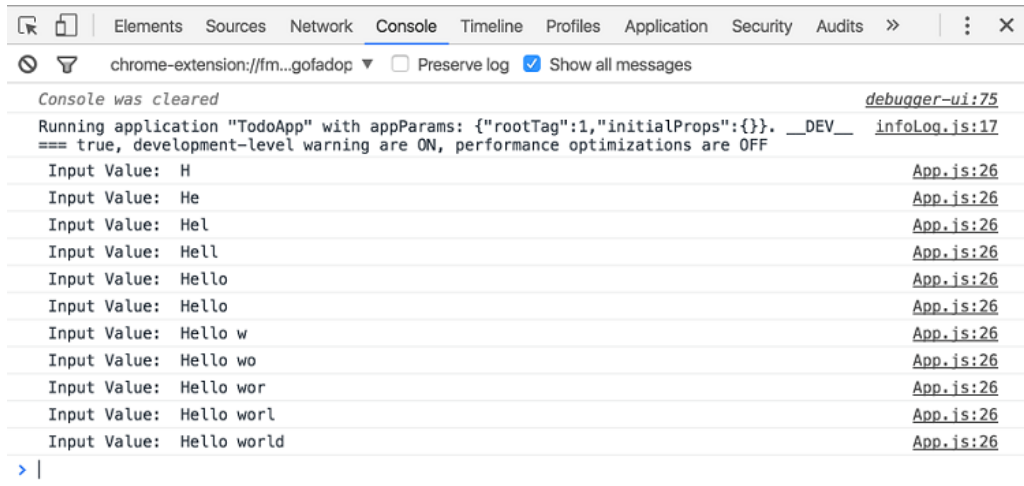 Elements Sources Network Console Timeline Profiles Application Security Audits »
chrome-extension://fm...gofadop ▼ Preserve log Show all messages
Console was cleared debugger-ui:75
Running application "TodoApp" with appParams: {"rootTag":1,"initialProps":{}}. __DEV__ infoLog.js:17
=== true, development-level warning are ON, performance optimizations are OFF
Input Value: H App.js:26
Input Value: He App.js:26
Input Value: Hel App.js:26
Input Value: Hell App.js:26
Input Value: Hello App.js:26
Input Value: Hello App.js:26
Input Value: Hello w App.js:26
Input Value: Hello wo App.js:26
Input Value: Hello wor App.js:26
Input Value: Hello worl App.js:26
Input Value: Hello world App.js:26
>